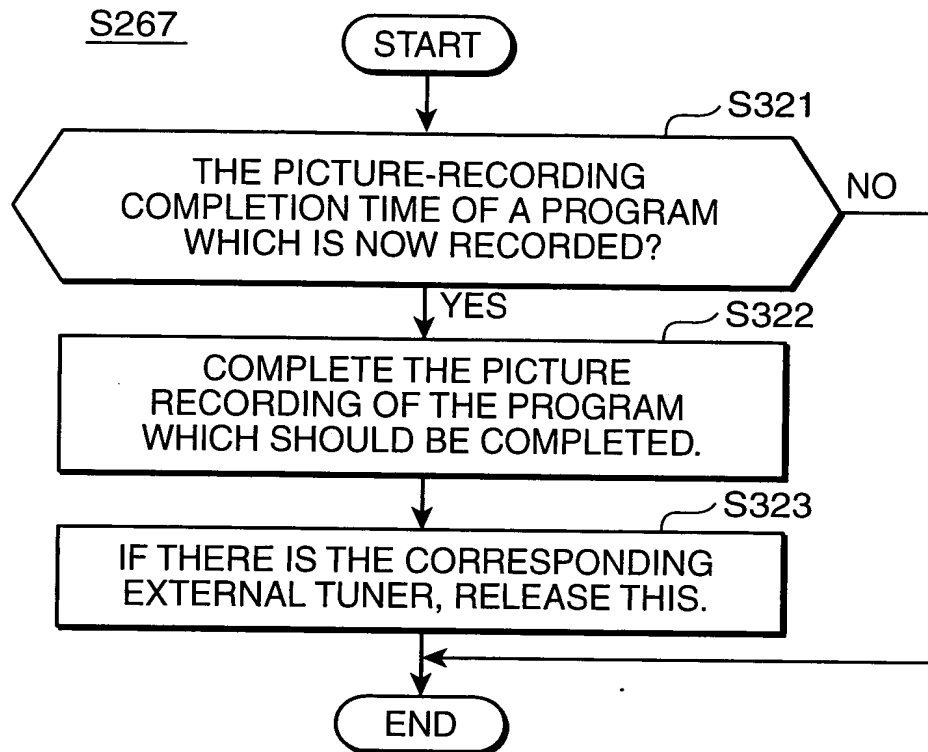 S267
START
S321
THE PICTURE-RECORDING
COMPLETION TIME OF A PROGRAM
WHICH IS NOW RECORDED?
NO
YES
S322
COMPLETE THE PICTURE
RECORDING OF THE PROGRAM
WHICH SHOULD BE COMPLETED.
S323
IF THERE IS THE CORRESPONDING
EXTERNAL TUNER, RELEASE THIS.
END